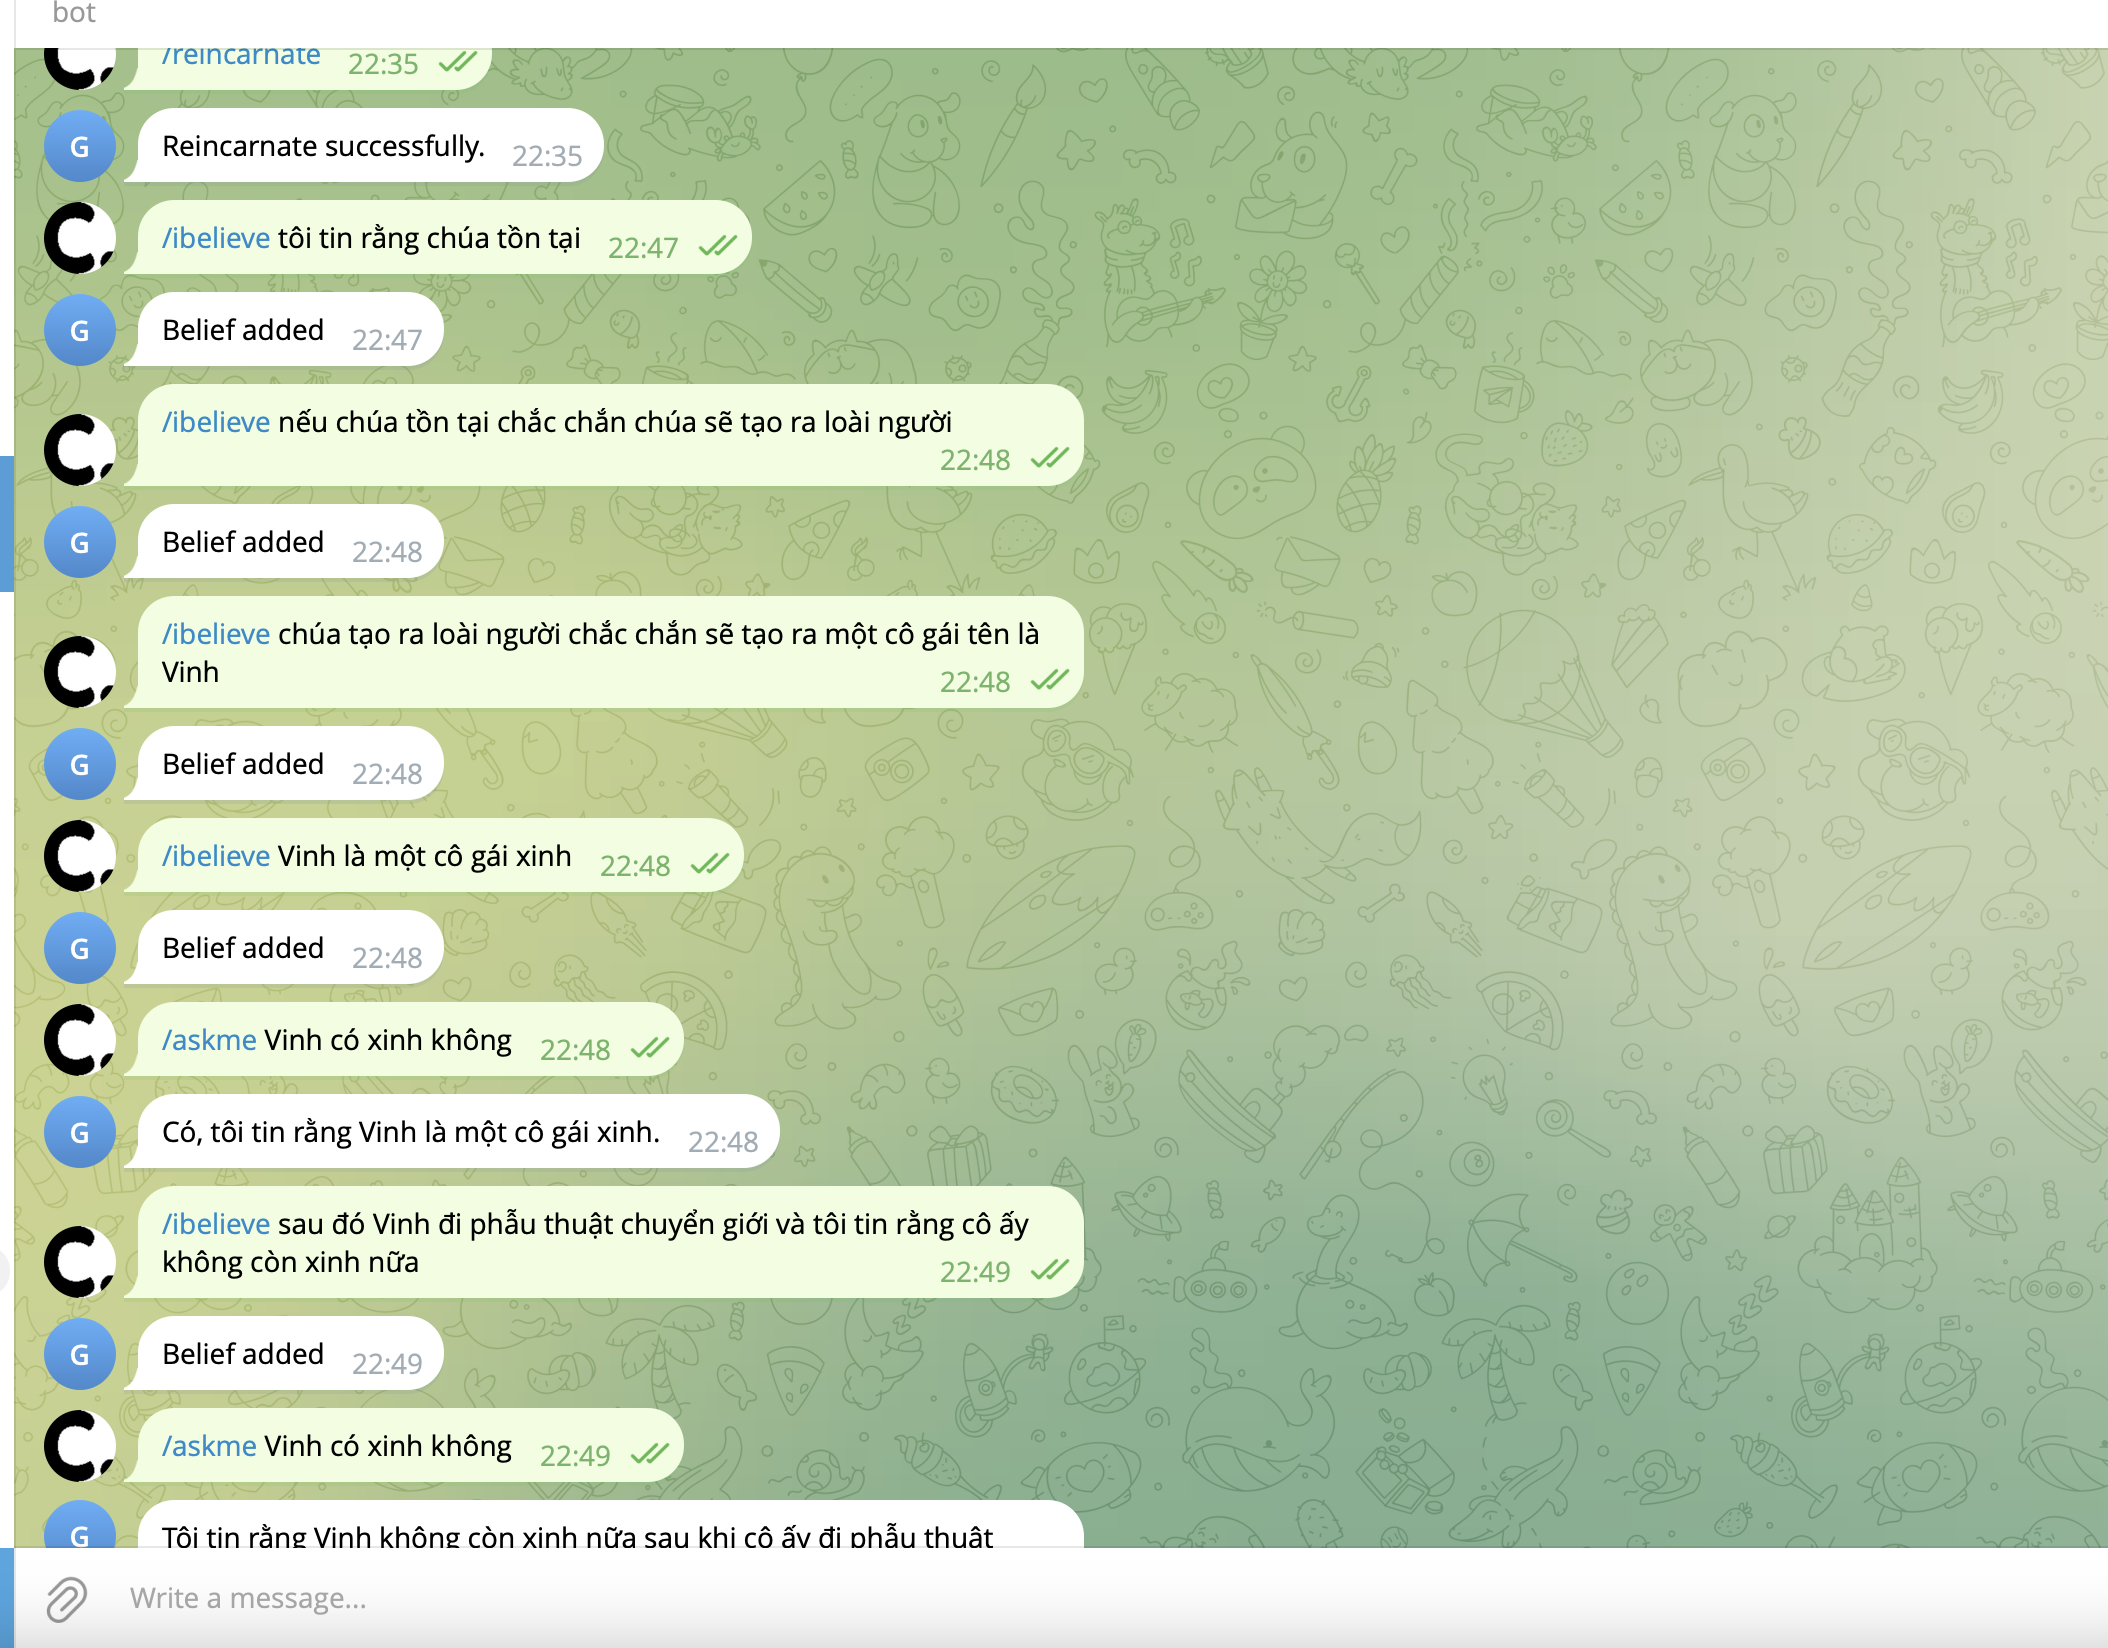 bot
/reincarnate 22:35
G
Reincarnate successfully. 22:35
/ibelieve tôi tin rằng chúa tồn tại 22:47
G
Belief added 22:47
/ibelieve nếu chúa tồn tại chắc chắn chúa sẽ tạo ra loài người
22:48
G
Belief added 22:48
/ibelieve chúa tạo ra loài người chắc chắn sẽ tạo ra một cô gái tên là
Vinh 22:48
G
Belief added 22:48
/ibelieve Vinh là một cô gái xinh 22:48
G
Belief added 22:48
/askme Vinh có xinh không 22:48
G
Có, tôi tin rằng Vinh là một cô gái xinh. 22:48
/ibelieve sau đó Vinh đi phẫu thuật chuyển giới và tôi tin rằng cô ấy
không còn xinh nữa 22:49
G
Belief added 22:49
/askme Vinh có xinh không 22:49
G
Tôi tin rằng Vinh không còn xinh nữa sau khi cô ấy đi phẫu thuật
Write a message...